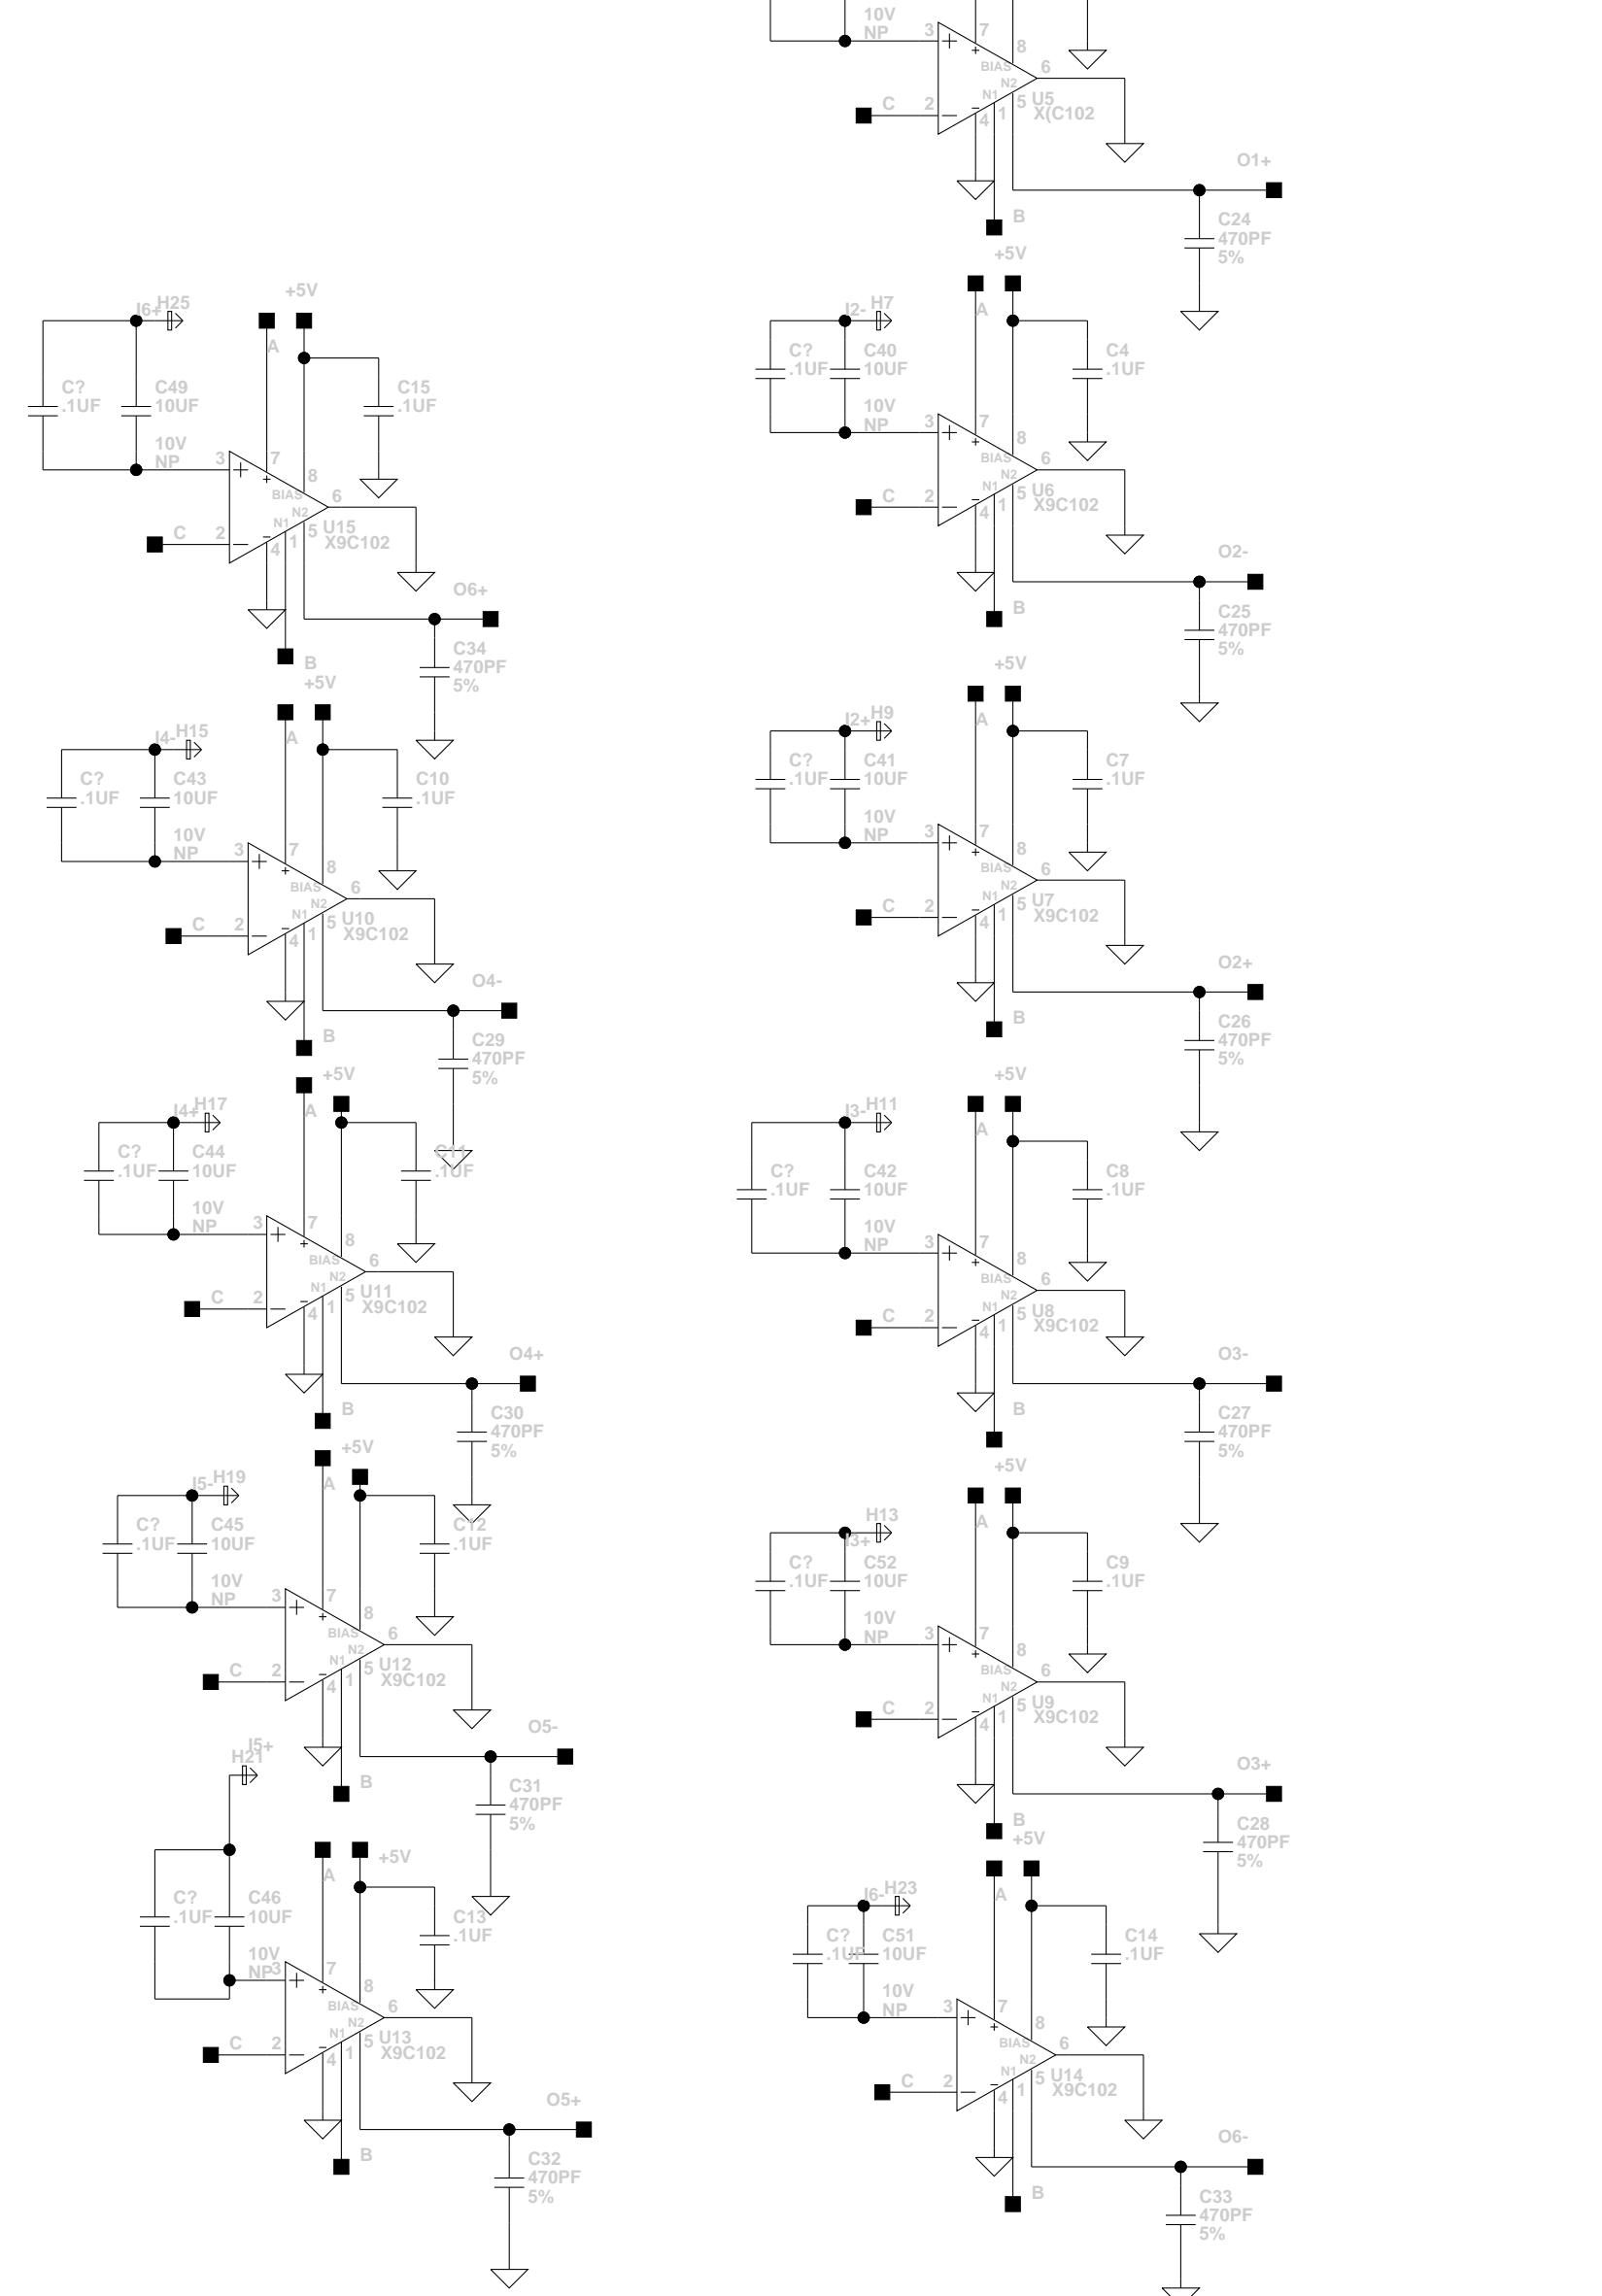 10V
NP
3
7
8
BIAS
6
N2
N1
C
2
5
U5
4
1
X(C102
O1+
B
C24
470PF
5%
+5V
I6+
H25
A
C?
.1UF
C49
10UF
C15
.1UF
10V
NP
3
7
8
BIAS
6
N2
N1
C
2
5
U15
4
1
X9C102
O6+
B
C34
470PF
5%
+5V
I4-
H15
A
C?
.1UF
C43
10UF
C10
.1UF
10V
NP
3
7
8
BIAS
6
N2
N1
C
2
5
U10
4
1
X9C102
O4-
B
C29
470PF
5%
+5V
I4+
H17
A
C?
.1UF
C44
10UF
C11
.1UF
10V
NP
3
7
8
BIAS
6
N2
N1
C
2
5
U11
4
1
X9C102
O4+
B
C30
470PF
5%
+5V
I5-
H19
A
C?
.1UF
C45
10UF
C12
.1UF
10V
NP
3
7
8
BIAS
6
N2
N1
C
2
5
U12
4
1
X9C102
O5-
B
C31
470PF
5%
I5+
H21
+5V
A
C?
.1UF
C46
10UF
C13
.1UF
10V
NP
3
7
8
BIAS
6
N2
N1
C
2
5
U13
4
1
X9C102
O5+
B
C32
470PF
5%
I2-
H7
A
C?
.1UF
C40
10UF
C4
.1UF
10V
NP
3
7
8
BIAS
6
N2
N1
C
2
5
U6
4
1
X9C102
O2-
B
C25
470PF
5%
+5V
I2+
H9
A
C?
.1UF
C41
10UF
C7
.1UF
10V
NP
3
7
8
BIAS
6
N2
N1
C
2
5
U7
4
1
X9C102
O2+
B
C26
470PF
5%
+5V
I3-
H11
A
C?
.1UF
C42
10UF
C8
.1UF
10V
NP
3
7
8
BIAS
6
N2
N1
C
2
5
U8
4
1
X9C102
O3-
B
C27
470PF
5%
+5V
H13
I3+
A
C?
.1UF
C52
10UF
C9
.1UF
10V
NP
3
7
8
BIAS
6
N2
N1
C
2
5
U9
4
1
X9C102
O3+
B
C28
470PF
5%
+5V
I6-
H23
A
C?
.1UF
C51
10UF
C14
.1UF
10V
NP
3
7
8
BIAS
6
N2
N1
C
2
5
U14
4
1
X9C102
O6-
B
C33
470PF
5%